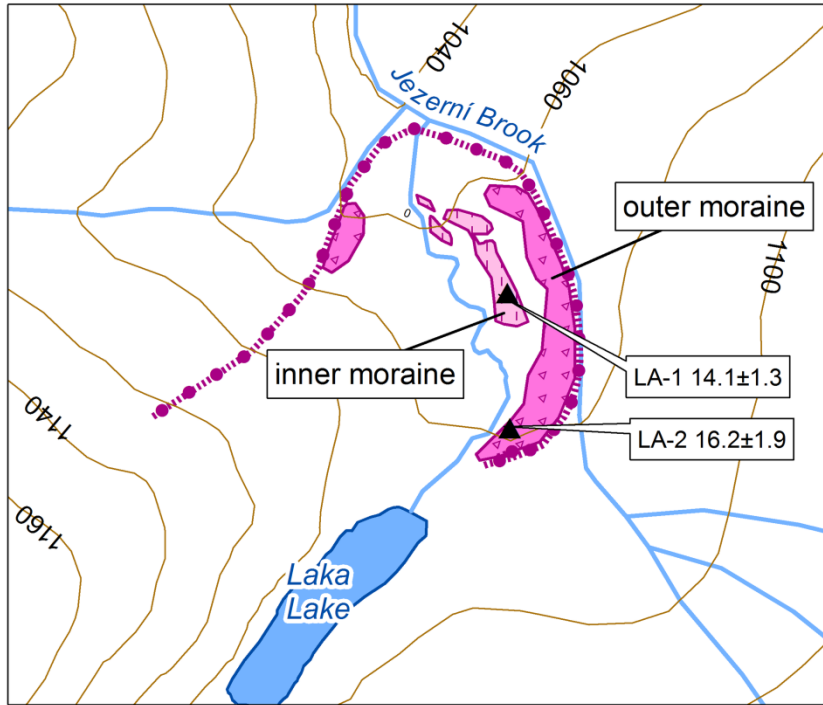 1040
Jezerní Brook
1060
outer moraine
1100
inner moraine
LA-1 14.1±1.3
LA-2 16.2±1.9
1140
1160
Laka
Lake